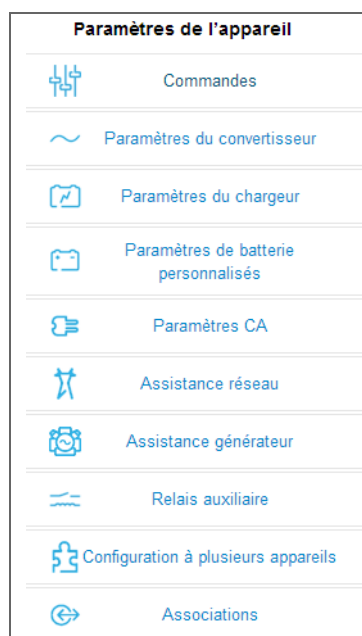 Paramètres de l'appareil
Commandes
Paramètres du convertisseur
Paramètres du chargeur
Paramètres de batterie
personnalisés
Paramètres CA
Assistance réseau
Assistance générateur
Relais auxiliaire
Configuration à plusieurs appareils
Associations